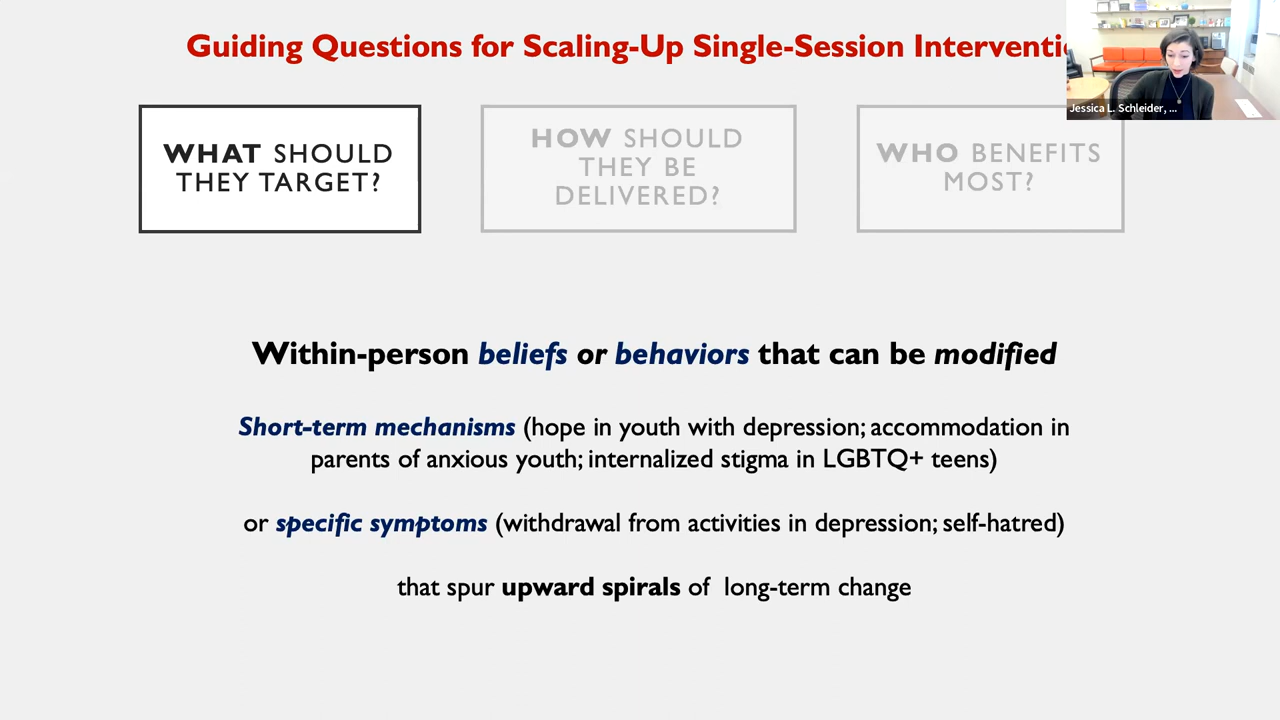 Guiding Questions for Scaling-Up Single-Session
Jessica L. Schleider, ...
WHAT SHOULD
THEY TARGET?
HOW SHOULD
THEY BE
DELIVERED?
WHO BENEFITS
MOST?
Within-person beliefs or behaviors that can be modified
Short-term mechanisms (hope in youth with depression; accommodation in
parents of anxious youth; internalized stigma in LGBTQ+ teens)
or specific symptoms (withdrawal from activities in depression; self-hatred)
that spur upward spirals of long-term change